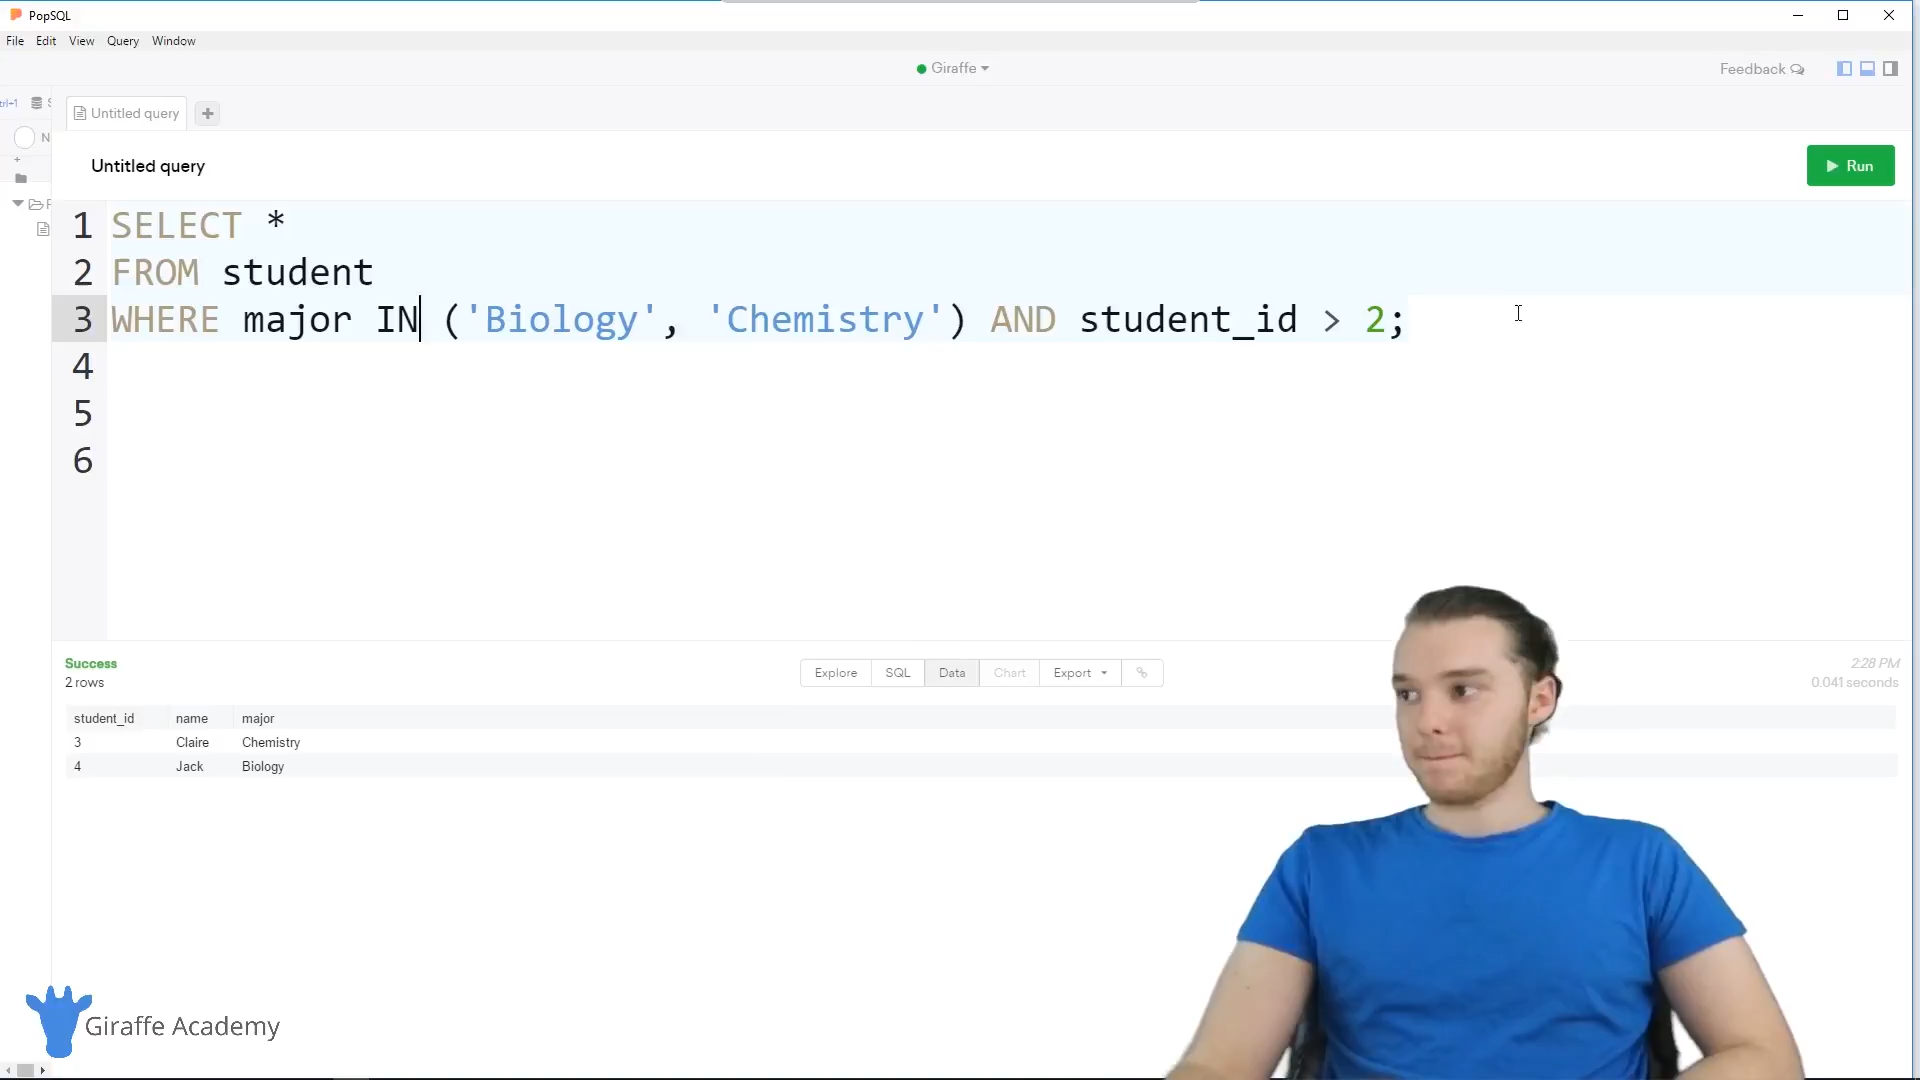 PopSQL
File Edit View Query Window
Giraffe
Feedback
Untitled query
Untitled query
Run
1 SELECT *
2 FROM student
3 WHERE major IN ('Biology', 'Chemistry') AND student_id > 2;
4
5
6
Success
2 rows
Explore SQL Data Chart Export
2:28 PM
0.041 seconds
student_id name major
3 Claire Chemistry
4 Jack Biology
Giraffe Academy